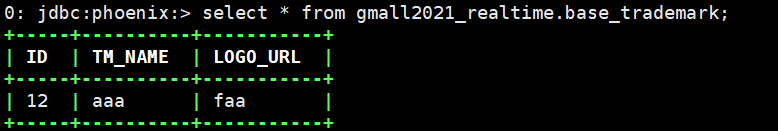 0: jdbc:phoenix:> select * from gmall2021_realtime.base_trademark;
+-----+----------+-----------+
| ID  | TM_NAME  | LOGO_URL  |
+-----+----------+-----------+
| 12  | aaa      | faa       |
+-----+----------+-----------+